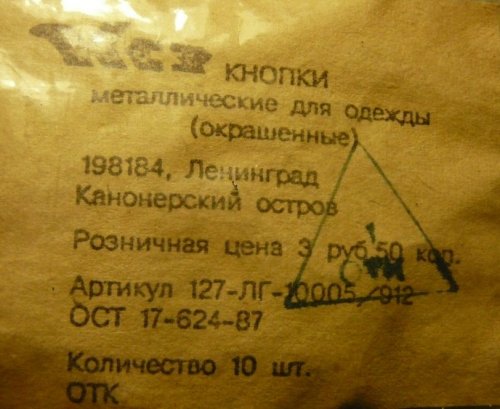 КНОПКИ
металлические для одежды
(окрашенные)
198184, Ленинград
Канонерский остров
Розничная цена 3 руб. 50 коп.
ОТК
Артикул 127-ЛГ-10005/912
ОСТ 17-624-87
Количество 10 шт.
ОТК